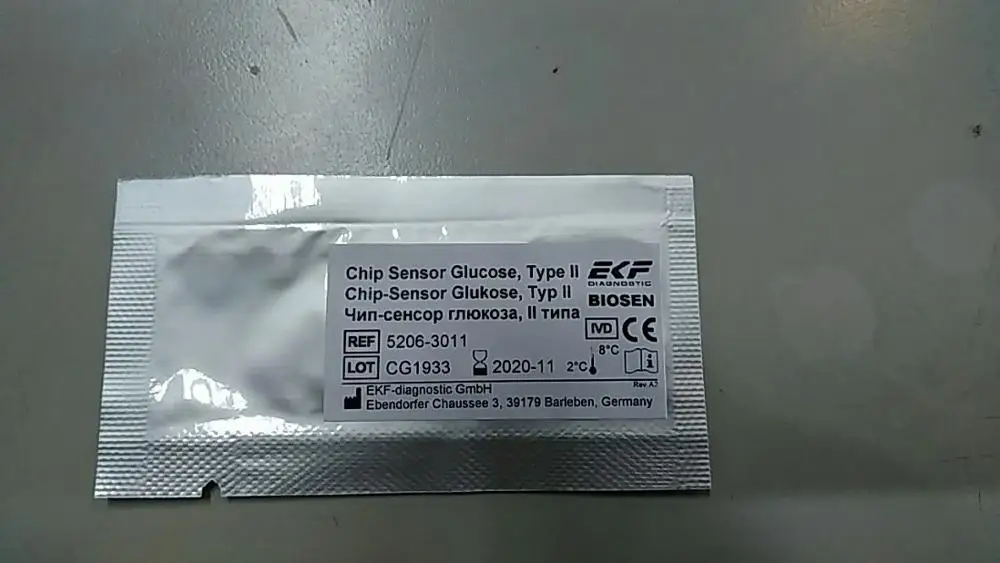 Chip Sensor Glucose, Type II
EKF
DIAGNOSTIC
Chip-Sensor Glukose, Typ II
BIOSEN
Чип-сенсор глюкоза, II типа
IVD CE
REF 5206-3011
8°C
LOT CG1933 2020-11 2°C
Rev A7
EKF-diagnostic GmbH
Ebendorfer Chaussee 3, 39179 Barleben, Germany